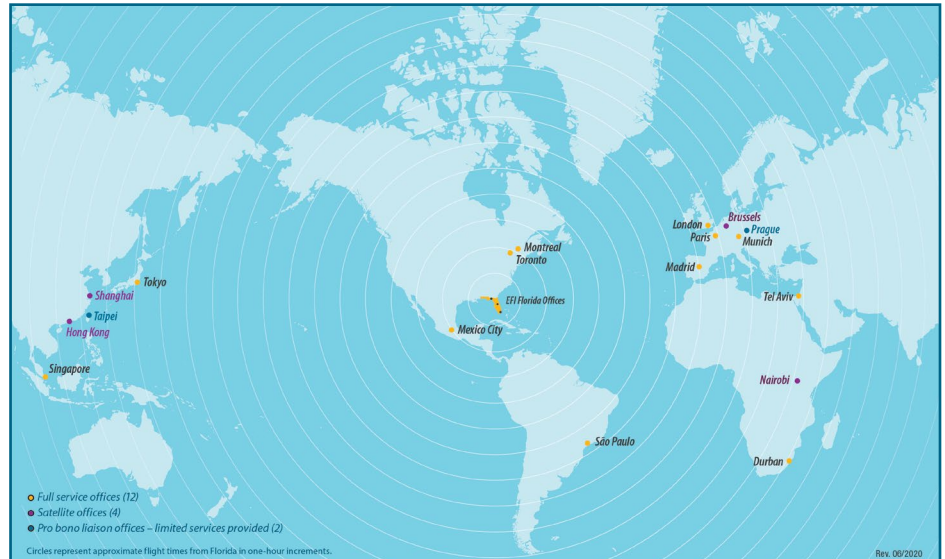 London
Brussels
Prague
Paris
Munich
Montreal
Toronto
Madrid
Tokyo
Shanghai
Tel Aviv
EFI Florida Offices
Taipei
Hong Kong
Mexico City
Singapore
Nairobi
São Paulo
Durban
Full service offices (12)
Satellite offices (4)
Pro bono liaison offices – limited services provided (2)
Circles represent approximate flight times from Florida in one-hour increments.
Rev. 06/2020